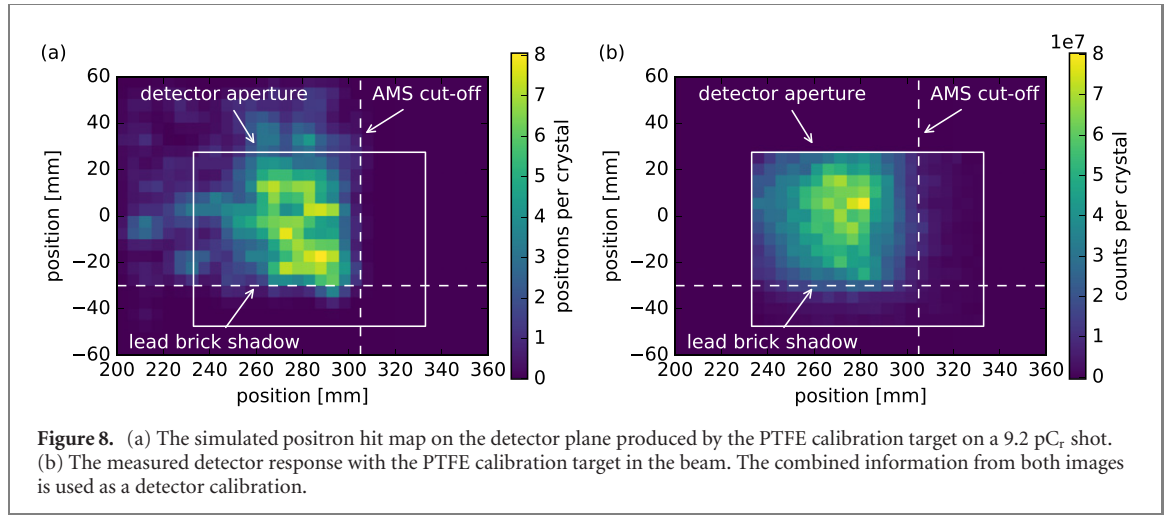 (a)
60
40
20
0
−20
−40
−60
position [mm]
200 220 240 260 280 300 320 340 360
position [mm]
detector aperture
AMS cut-off
lead brick shadow
8
7
6
5
4
3
2
1
0
positrons per crystal
(b)
60
40
20
0
−20
−40
−60
position [mm]
200 220 240 260 280 300 320 340 360
position [mm]
detector aperture
AMS cut-off
lead brick shadow
1e7
8
7
6
5
4
3
2
1
0
counts per crystal
Figure 8. (a) The simulated positron hit map on the detector plane produced by the PTFE calibration target on a 9.2 pCᵣ shot.
(b) The measured detector response with the PTFE calibration target in the beam. The combined information from both images
is used as a detector calibration.